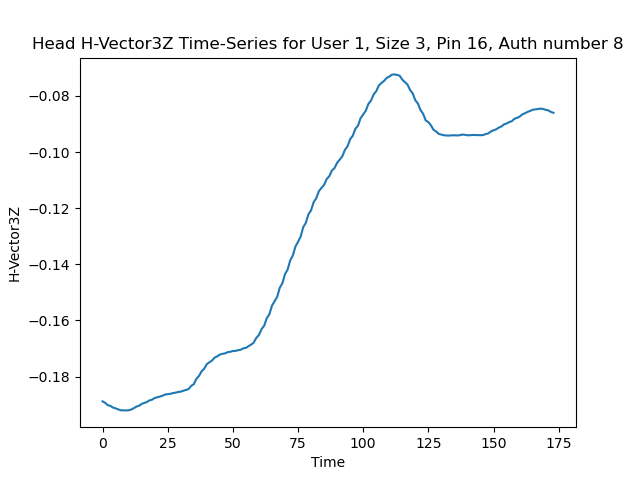 Head H-Vector3Z Time-Series for User 1, Size 3, Pin 16, Auth number 8
H-Vector3Z
−0.08
−0.10
−0.12
−0.14
−0.16
−0.18
0 25 50 75 100 125 150 175
Time